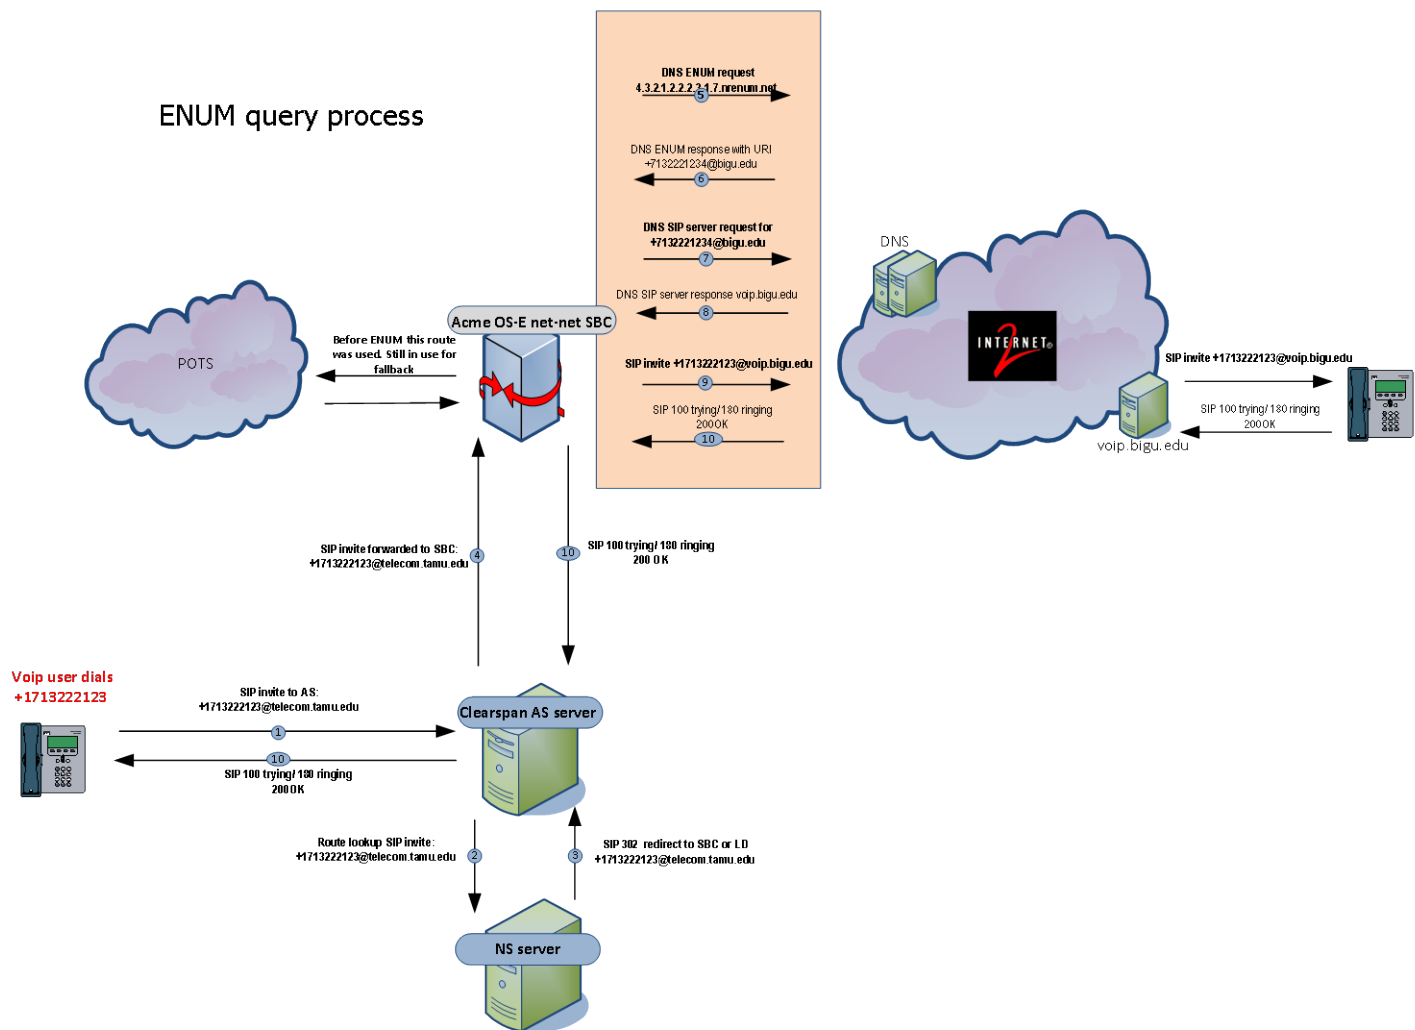 ENUM query process
DNS ENUM request
4.3.2.1.2.2.2.3.1.7.nrenum.net
5
DNS ENUM response with URI
+7132221234@bigu.edu
6
DNS SIP server request for
+7132221234@bigu.edu
7
DNS SIP server response voip.bigu.edu
8
SIP invite +1713222123@voip.bigu.edu
9
SIP 100 trying/180 ringing
200OK
10
Acme OS-E net-net SBC
Before ENUM this route
was used. Still in use for
fallback
POTS
DNS
INTERNET
2
voip.bigu.edu
SIP invite +1713222123@voip.bigu.edu
SIP 100 trying/180 ringing
200OK
SIP invite forwarded to SBC:
+1713222123@telecom.tamu.edu
4
10
SIP 100 trying/180 ringing
200 OK
Voip user dials
+1713222123
SIP invite to AS:
+1713222123@telecom.tamu.edu
1
10
SIP 100 trying/180 ringing
200OK
Clearspan AS server
Route lookup SIP invite:
+1713222123@telecom.tamu.edu
2
3
SIP 302 redirect to SBC or LD
+1713222123@telecom.tamu.edu
NS server